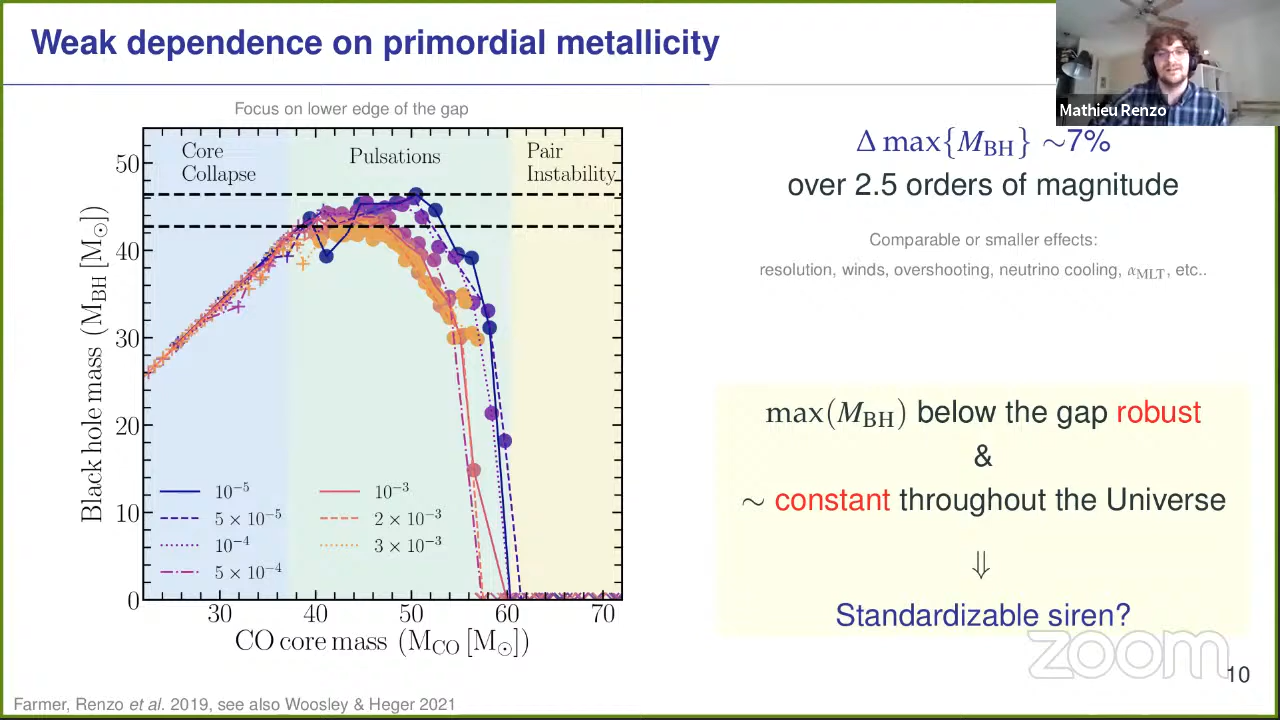 Weak dependence on primordial metallicity
Mathieu Renzo
Focus on lower edge of the gap
Core
Collapse
Pulsations
Pair
Instability
50
40
30
20
10
0
Black hole mass (M_BH [M_⊙])
10^−5
5 × 10^−5
10^−4
5 × 10^−4
10^−3
2 × 10^−3
3 × 10^−3
30 40 50 60 70
CO core mass (M_CO [M_⊙])
Δ max{M_BH} ∼7%
over 2.5 orders of magnitude
Comparable or smaller effects:
resolution, winds, overshooting, neutrino cooling, α_MLT, etc..
max(M_BH) below the gap robust
&
∼ constant throughout the Universe
⇓
Standardizable siren?
zoom
10
Farmer, Renzo et al. 2019, see also Woosley & Heger 2021